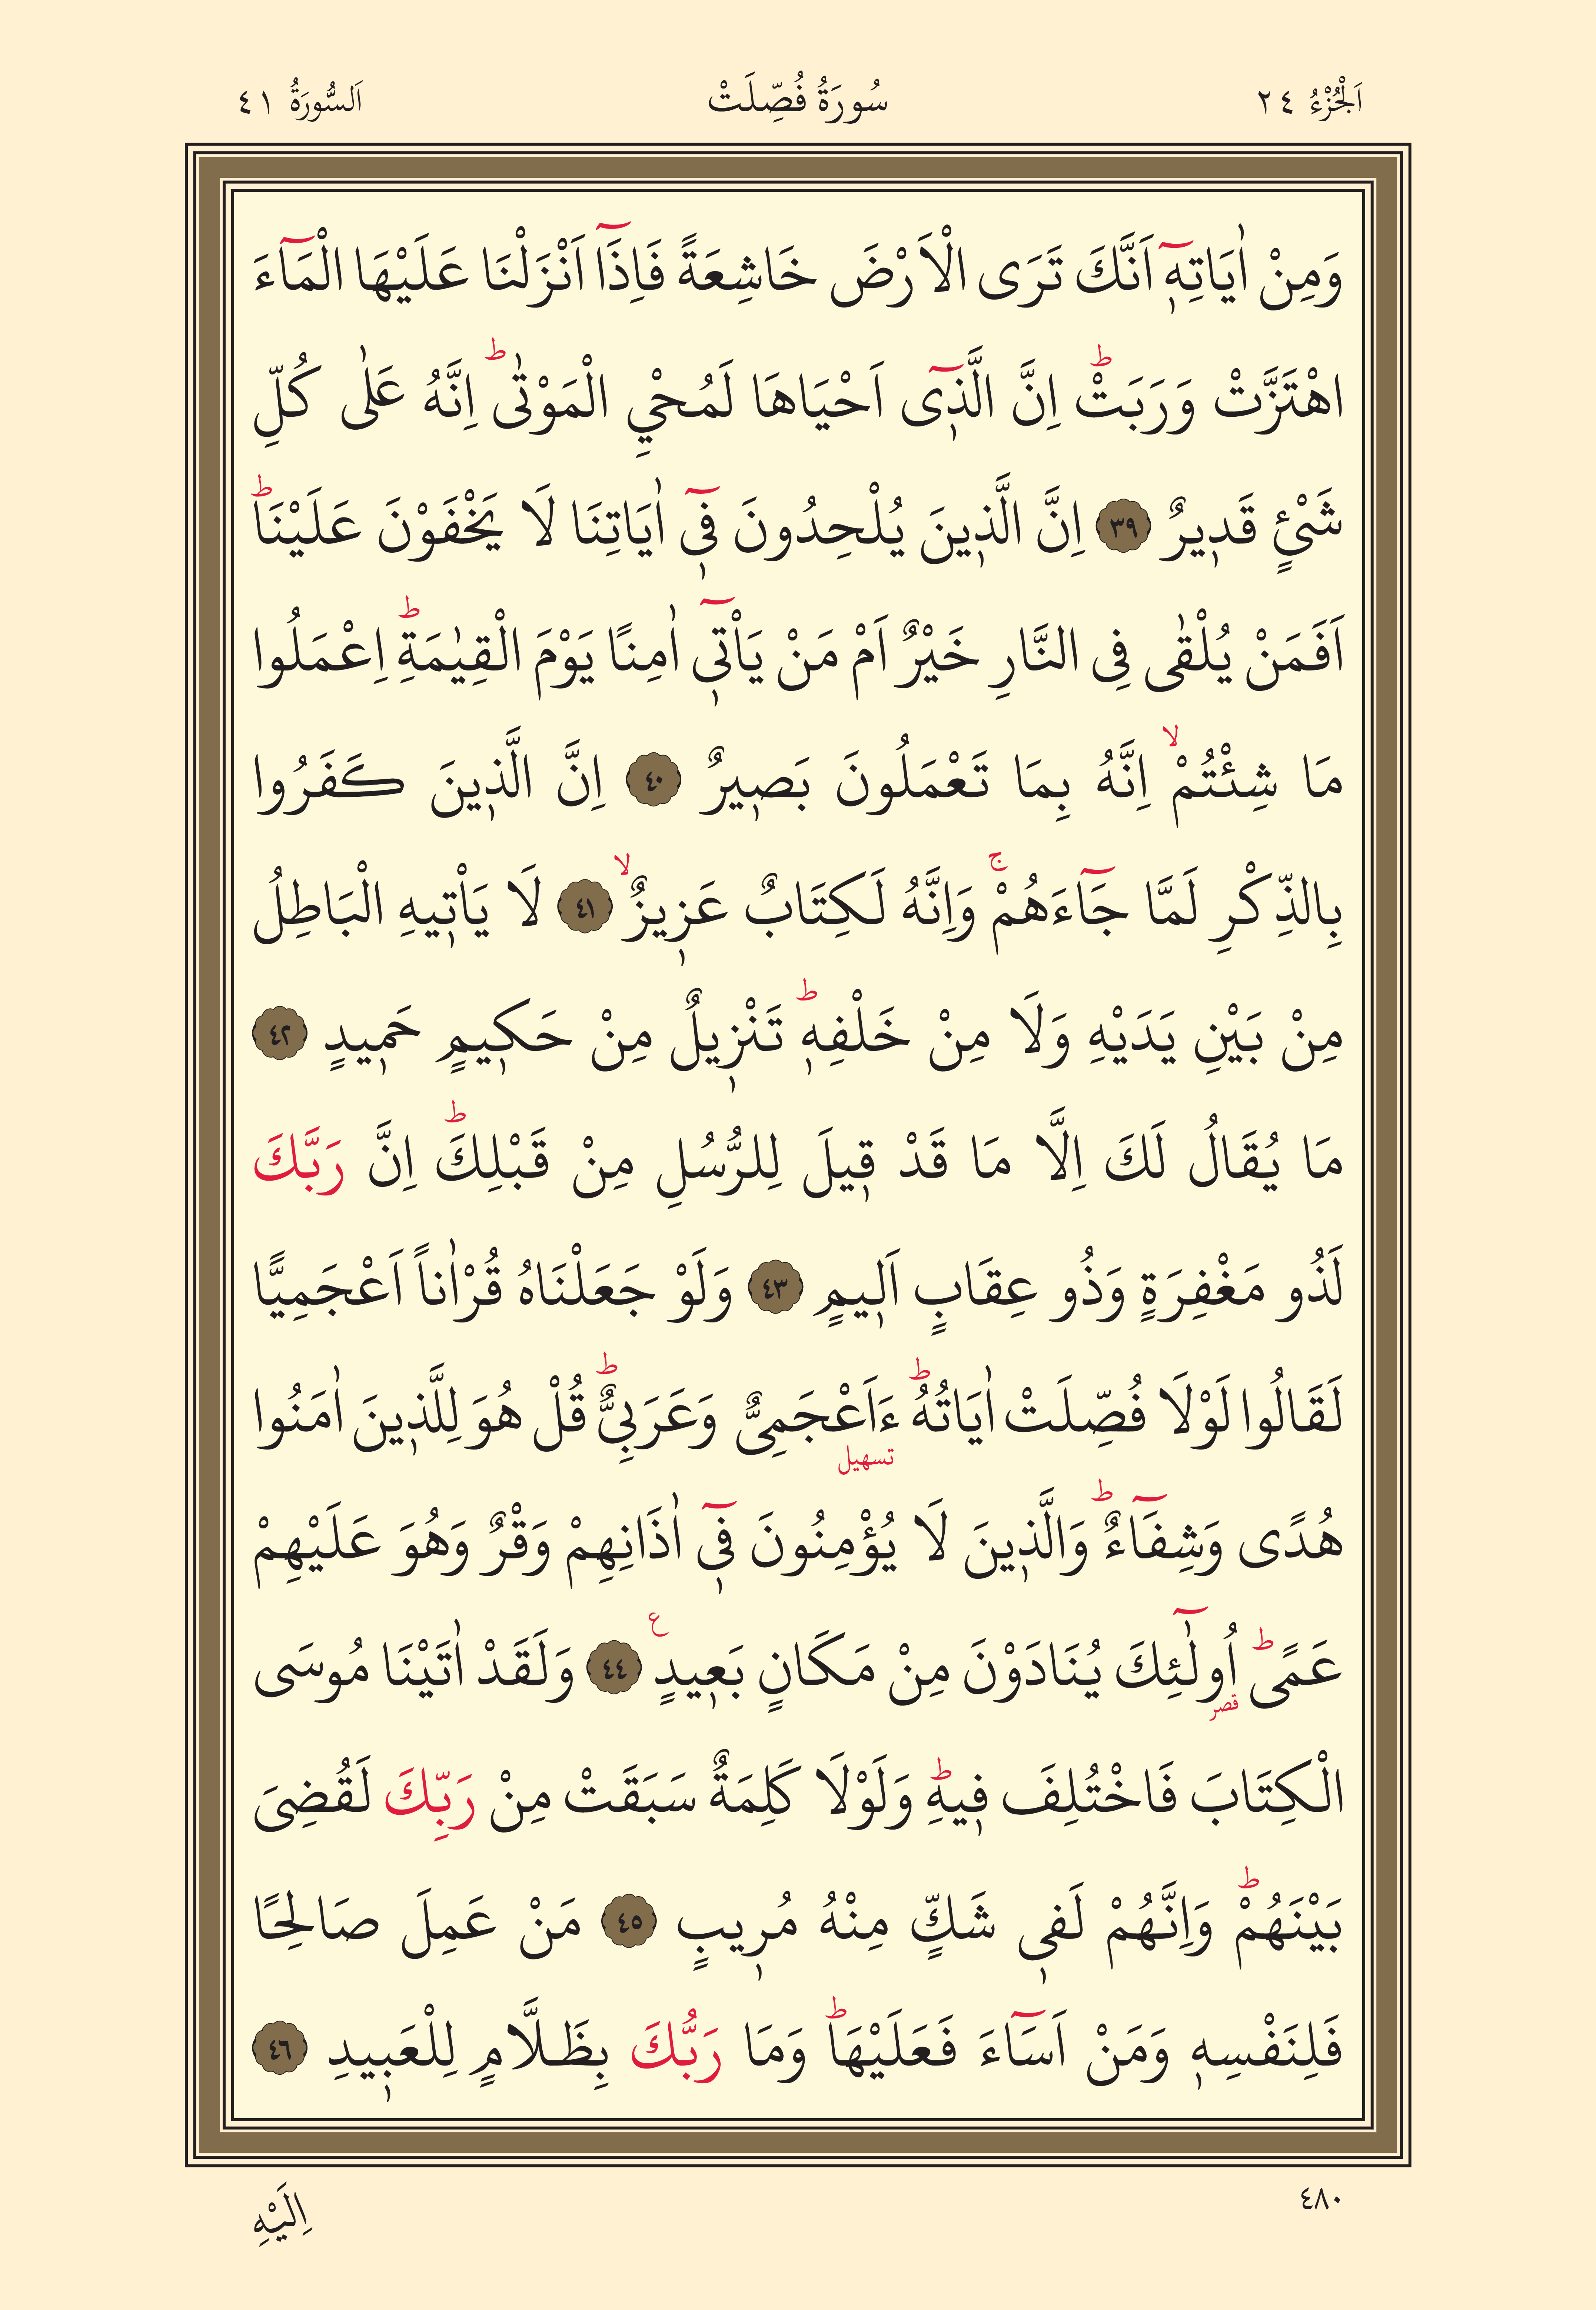 اَلْجُزْءُ ٢٤
سُورَةُ فُصِّلَتْ
اَلسُّورَةُ ٤١
وَمِنْ اٰيَاتِه۪ٓ اَنَّكَ تَرَى الْاَرْضَ خَاشِعَةً فَاِذَٓا اَنْزَلْنَا عَلَيْهَا الْمَٓاءَ
اهْتَزَّتْ وَرَبَتْۜ اِنَّ الَّذ۪ٓى اَحْيَاهَا لَمُحْيِ الْمَوْتٰىۜ اِنَّهُ عَلٰى كُلِّ
شَىْءٍ قَد۪يرٌ ﴿٣٩﴾ اِنَّ الَّذ۪ينَ يُلْحِدُونَ ف۪ٓى اٰيَاتِنَا لَا يَخْفَوْنَ عَلَيْنَاۜ
اَفَمَنْ يُلْقٰى فِى النَّارِ خَيْرٌ اَمْ مَنْ يَاْت۪ٓى اٰمِنًا يَوْمَ الْقِيٰمَةِۜ اِعْمَلُوا
مَا شِئْتُمْۙ اِنَّهُ بِمَا تَعْمَلُونَ بَص۪يرٌ ﴿٤٠﴾ اِنَّ الَّذ۪ينَ كَفَرُوا
بِالذِّكْرِ لَمَّا جَٓاءَهُمْۚ وَاِنَّهُ لَكِتَابٌ عَز۪يزٌۙ ﴿٤١﴾ لَا يَاْت۪يهِ الْبَاطِلُ
مِنْ بَيْنِ يَدَيْهِ وَلَا مِنْ خَلْفِه۪ۜ تَنْز۪يلٌ مِنْ حَك۪يمٍ حَم۪يدٍ ﴿٤٢﴾
مَا يُقَالُ لَكَ اِلَّا مَا قَدْ ق۪يلَ لِلرُّسُلِ مِنْ قَبْلِكَۜ اِنَّ رَبَّكَ
لَذُو مَغْفِرَةٍ وَذُو عِقَابٍ اَل۪يمٍ ﴿٤٣﴾ وَلَوْ جَعَلْنَاهُ قُرْاٰناً اَعْجَمِيًّا
لَقَالُوا لَوْلَا فُصِّلَتْ اٰيَاتُهُۜ ءَاَعْجَمِىٌّ وَعَرَبِىٌّۜ قُلْ هُوَ لِلَّذ۪ينَ اٰمَنُوا
تسهيل
هُدًى وَشِفَٓاءٌۜ وَالَّذ۪ينَ لَا يُؤْمِنُونَ ف۪ٓى اٰذَانِهِمْ وَقْرٌ وَهُوَ عَلَيْهِمْ
عَمًىۜ اُولٰٓئِكَ يُنَادَوْنَ مِنْ مَكَانٍ بَع۪يدٍ ع ﴿٤٤﴾ وَلَقَدْ اٰتَيْنَا مُوسَى
قصر
الْكِتَابَ فَاخْتُلِفَ ف۪يهِۜ وَلَوْلَا كَلِمَةٌ سَبَقَتْ مِنْ رَبِّكَ لَقُضِىَ
بَيْنَهُمْۜ وَاِنَّهُمْ لَف۪ى شَكٍّ مِنْهُ مُر۪يبٍ ﴿٤٥﴾ مَنْ عَمِلَ صَالِحًا
فَلِنَفْسِه۪ وَمَنْ اَسَٓاءَ فَعَلَيْهَاۜ وَمَا رَبُّكَ بِظَلَّامٍ لِلْعَب۪يدِ ﴿٤٦﴾
٤٨٠
اِلَيْهِ